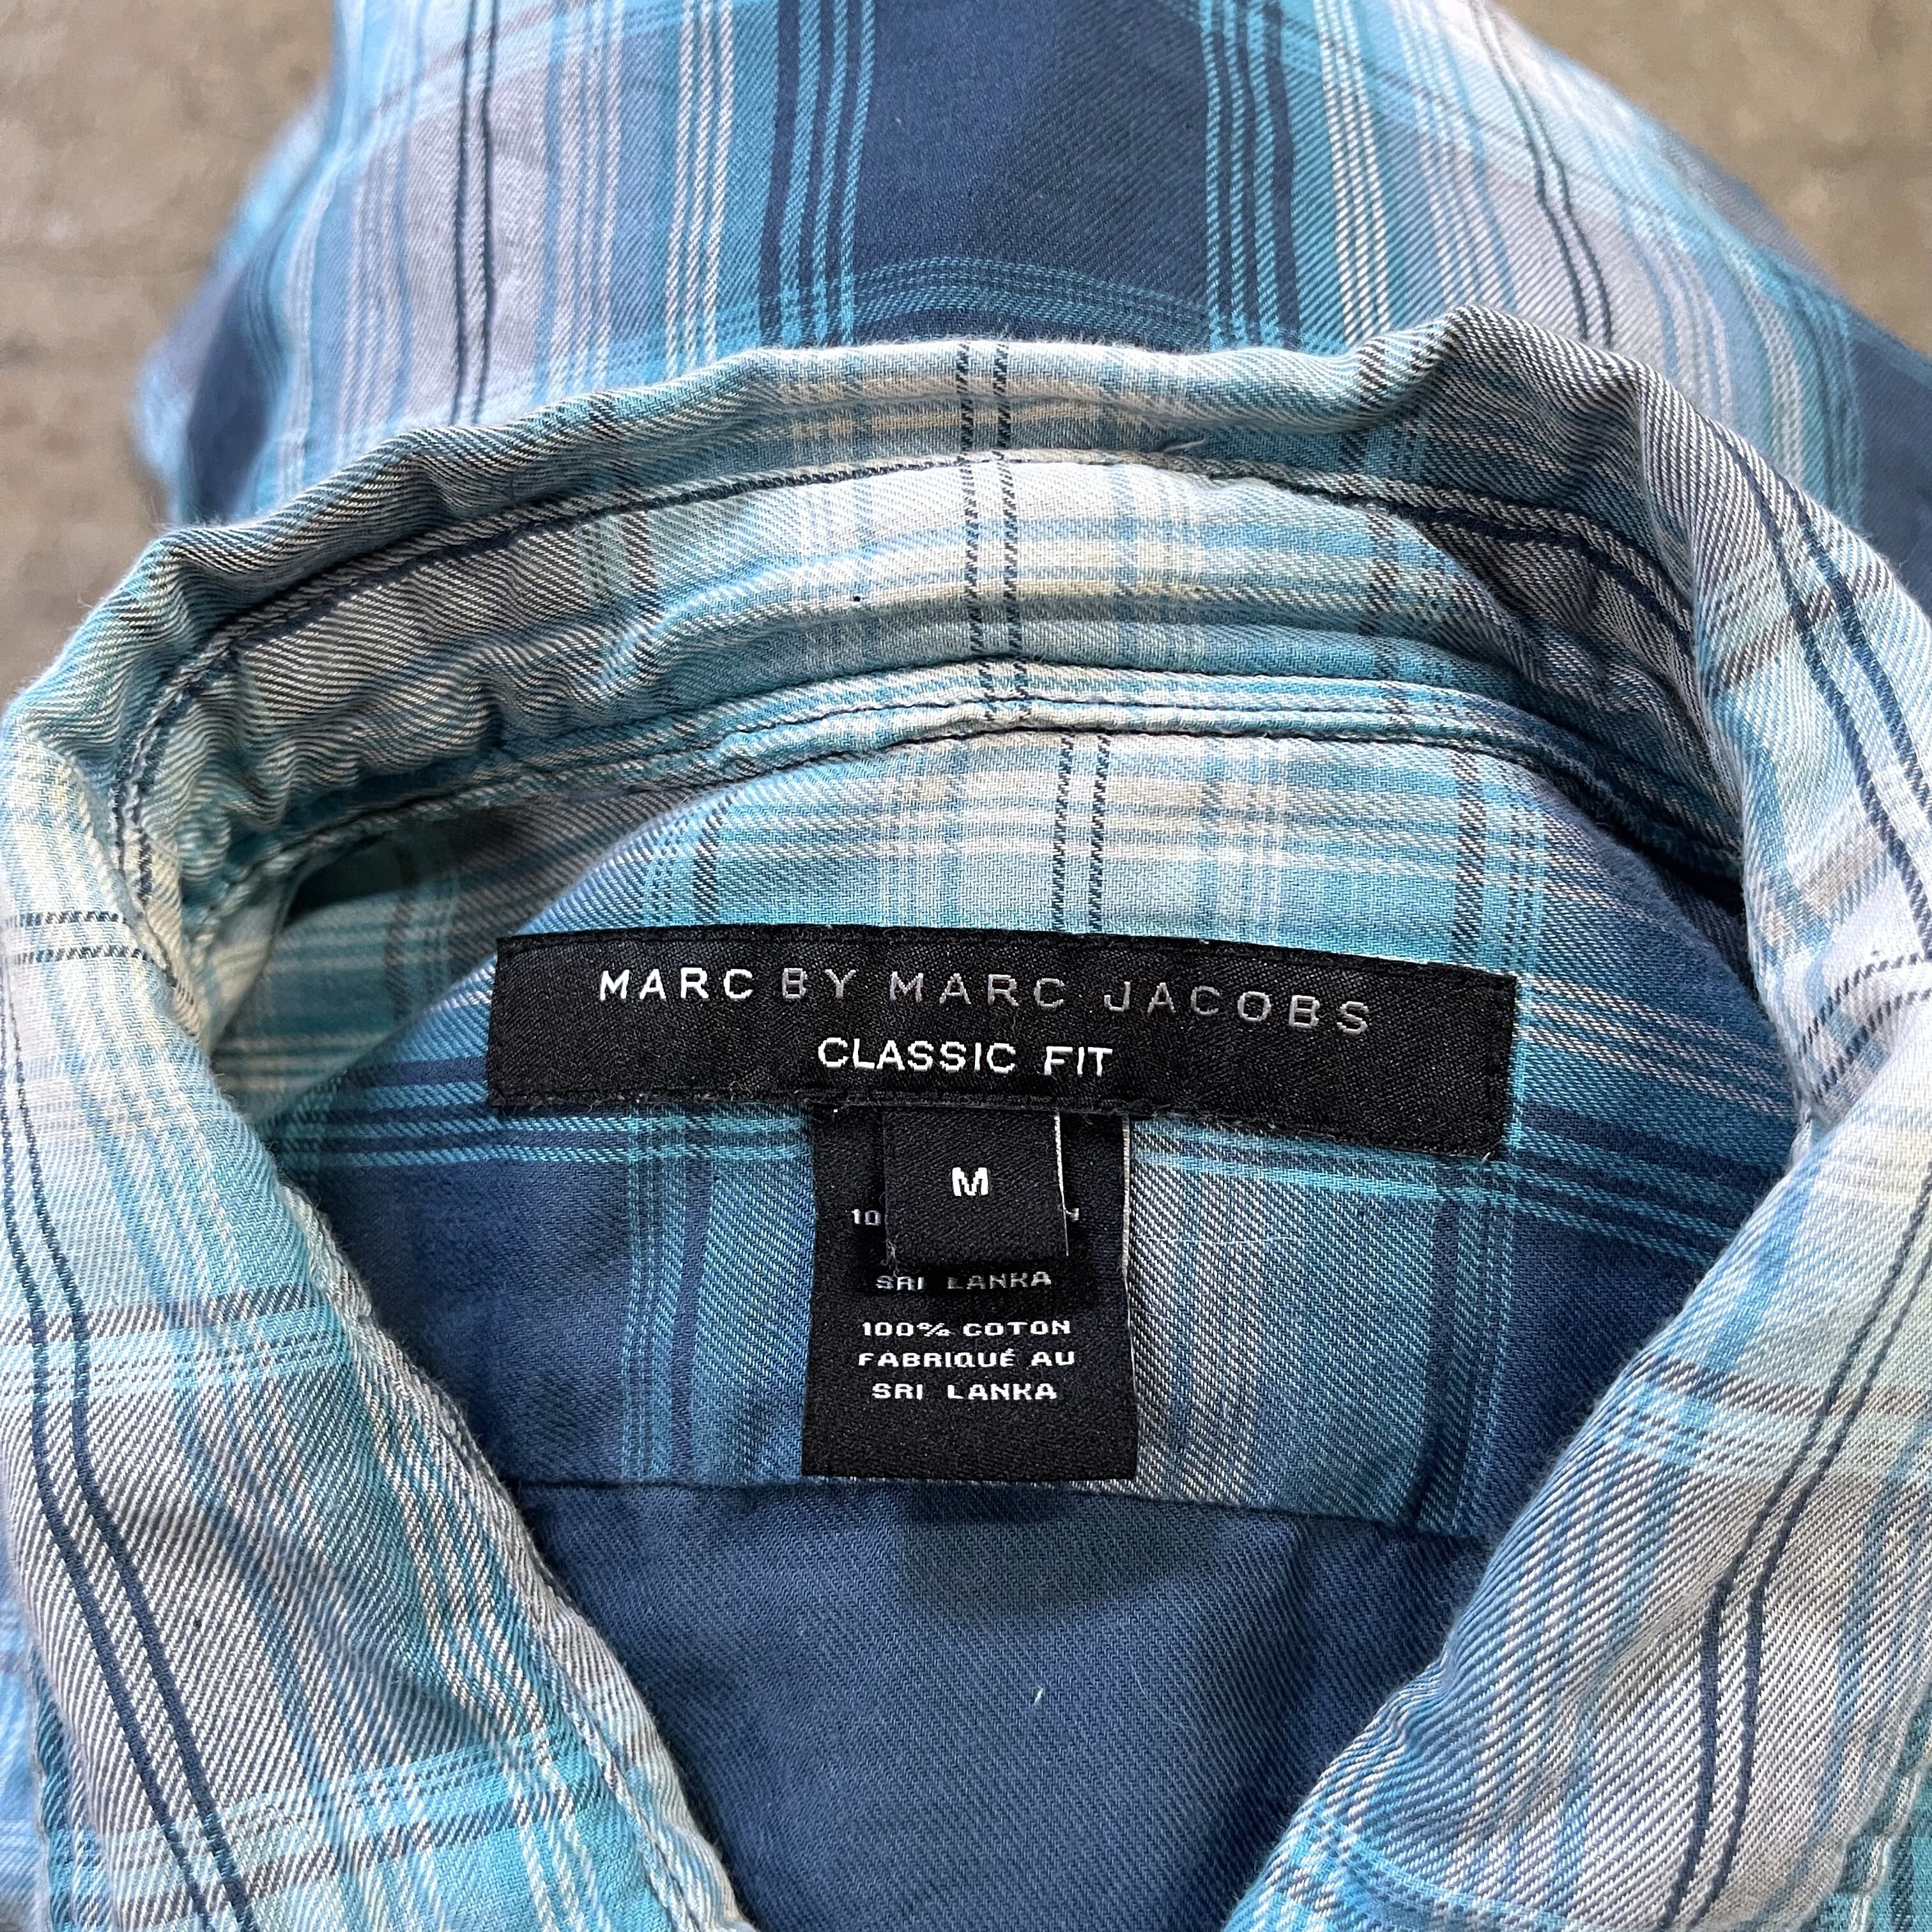 MARC BY MARC JACOBS
CLASSIC FIT
M
SRI LANKA
100% COTON
FABRIQUÉ AU
SRI LANKA